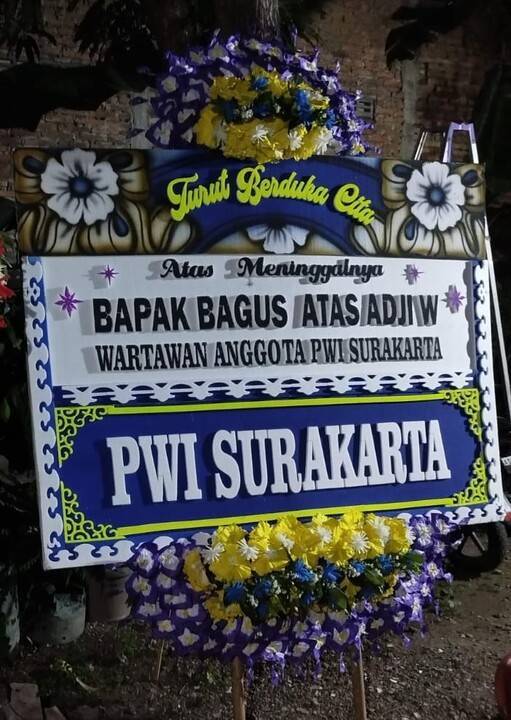 Turut Berduka Cita
Atas Meninggalnya
BAPAK BAGUS ATAS ADJI W
WARTAWAN ANGGOTA PWI SURAKARTA
PWI SURAKARTA